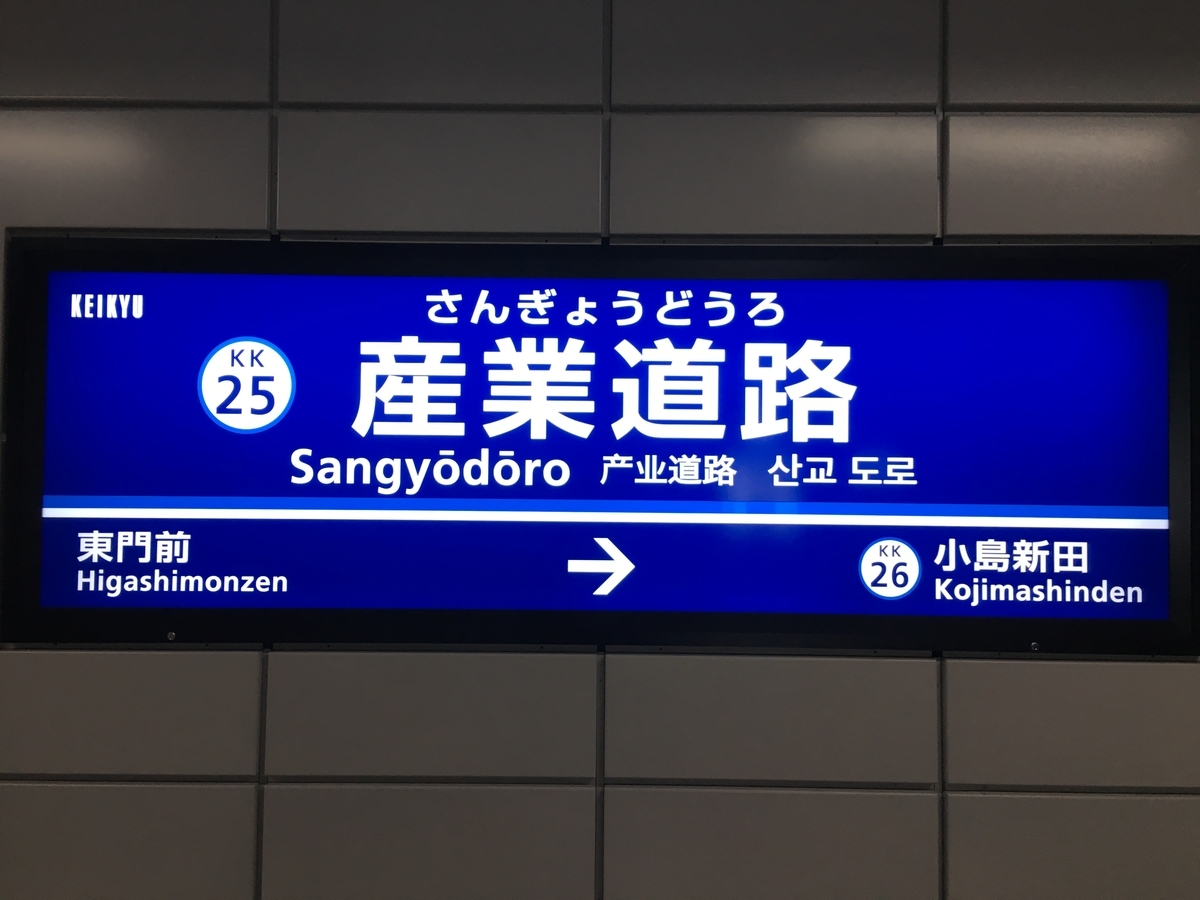 KEIKYU
さんぎょうどうろ
KK
25
産業道路
Sangyōdōro 产业道路 산교 도로
東門前
Higashimonzen
→
KK
26
小島新田
Kojimashinden